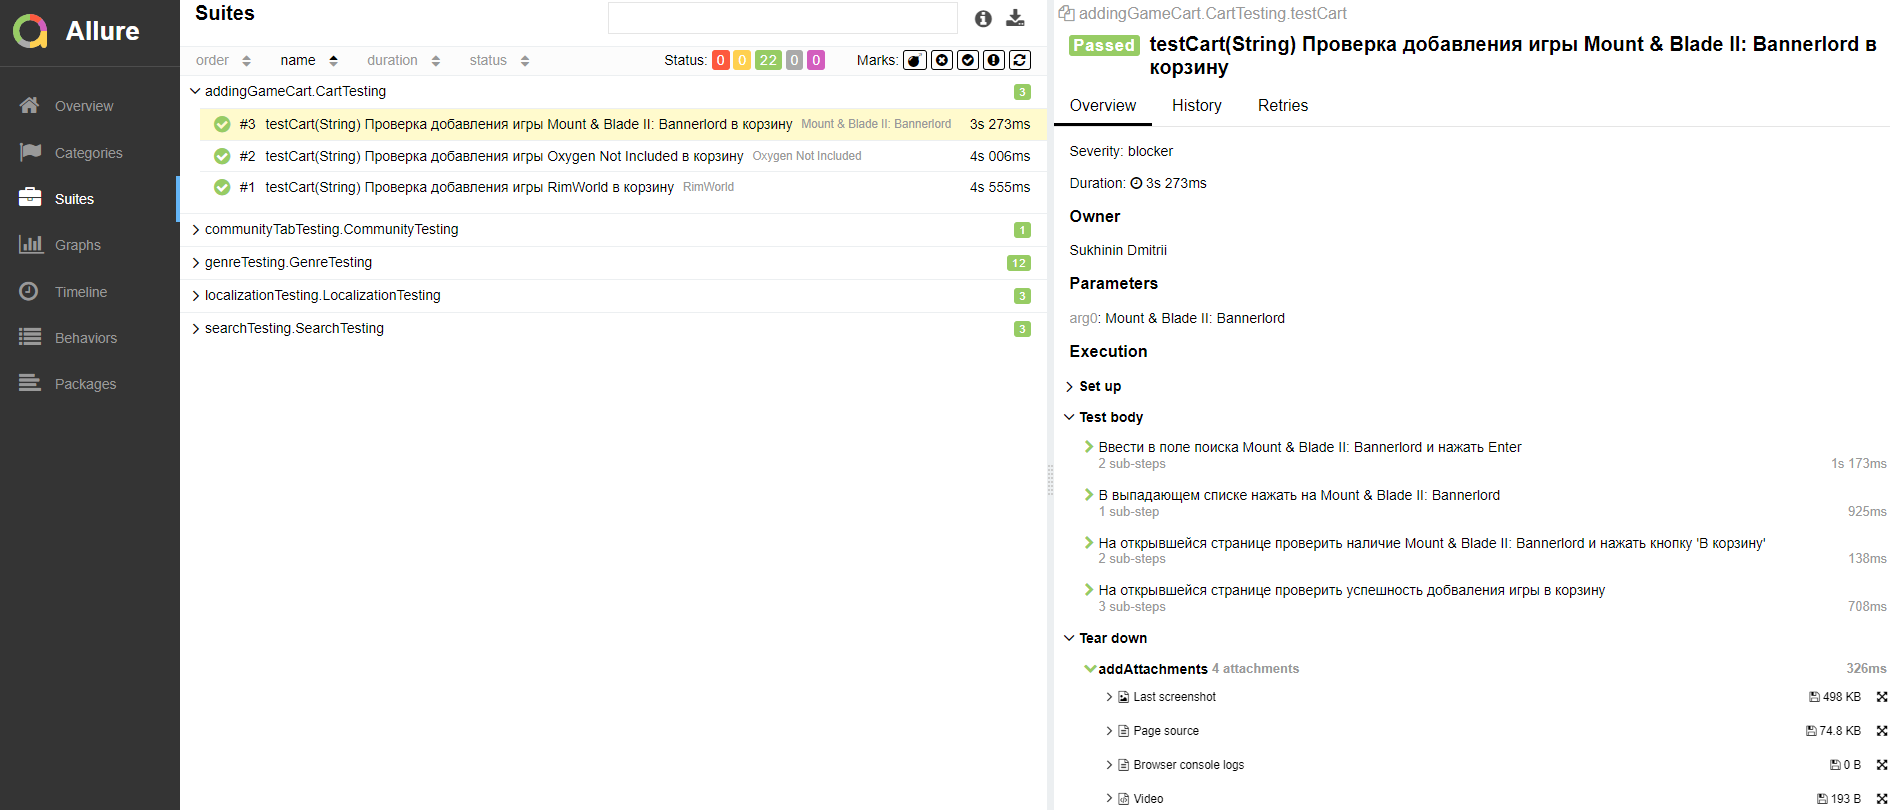 Allure
Overview
Categories
Suites
Graphs
Timeline
Behaviors
Packages
Suites
order name duration status Status: 0 0 22 0 0 Marks:
addingGameCart.CartTesting 3
#3 testCart(String) Проверка добавления игры Mount & Blade II: Bannerlord в корзину Mount & Blade II: Bannerlord 3s 273ms
#2 testCart(String) Проверка добавления игры Oxygen Not Included в корзину Oxygen Not Included 4s 006ms
#1 testCart(String) Проверка добавления игры RimWorld в корзину RimWorld 4s 555ms
communityTabTesting.CommunityTesting 1
genreTesting.GenreTesting 12
localizationTesting.LocalizationTesting 3
searchTesting.SearchTesting 3
addingGameCart.CartTesting.testCart
Passed testCart(String) Проверка добавления игры Mount & Blade II: Bannerlord в
корзину
Overview History Retries
Severity: blocker
Duration: 3s 273ms
Owner
Sukhinin Dmitrii
Parameters
arg0: Mount & Blade II: Bannerlord
Execution
Set up
Test body
Ввести в поле поиска Mount & Blade II: Bannerlord и нажать Enter
2 sub-steps 1s 173ms
В выпадающем списке нажать на Mount & Blade II: Bannerlord
1 sub-step 925ms
На открывшейся странице проверить наличие Mount & Blade II: Bannerlord и нажать кнопку 'В корзину'
2 sub-steps 138ms
На открывшейся странице проверить успешность добваления игры в корзину
3 sub-steps 708ms
Tear down
addAttachments 4 attachments 326ms
Last screenshot 498 KB
Page source 74.8 KB
Browser console logs 0 B
Video 193 B